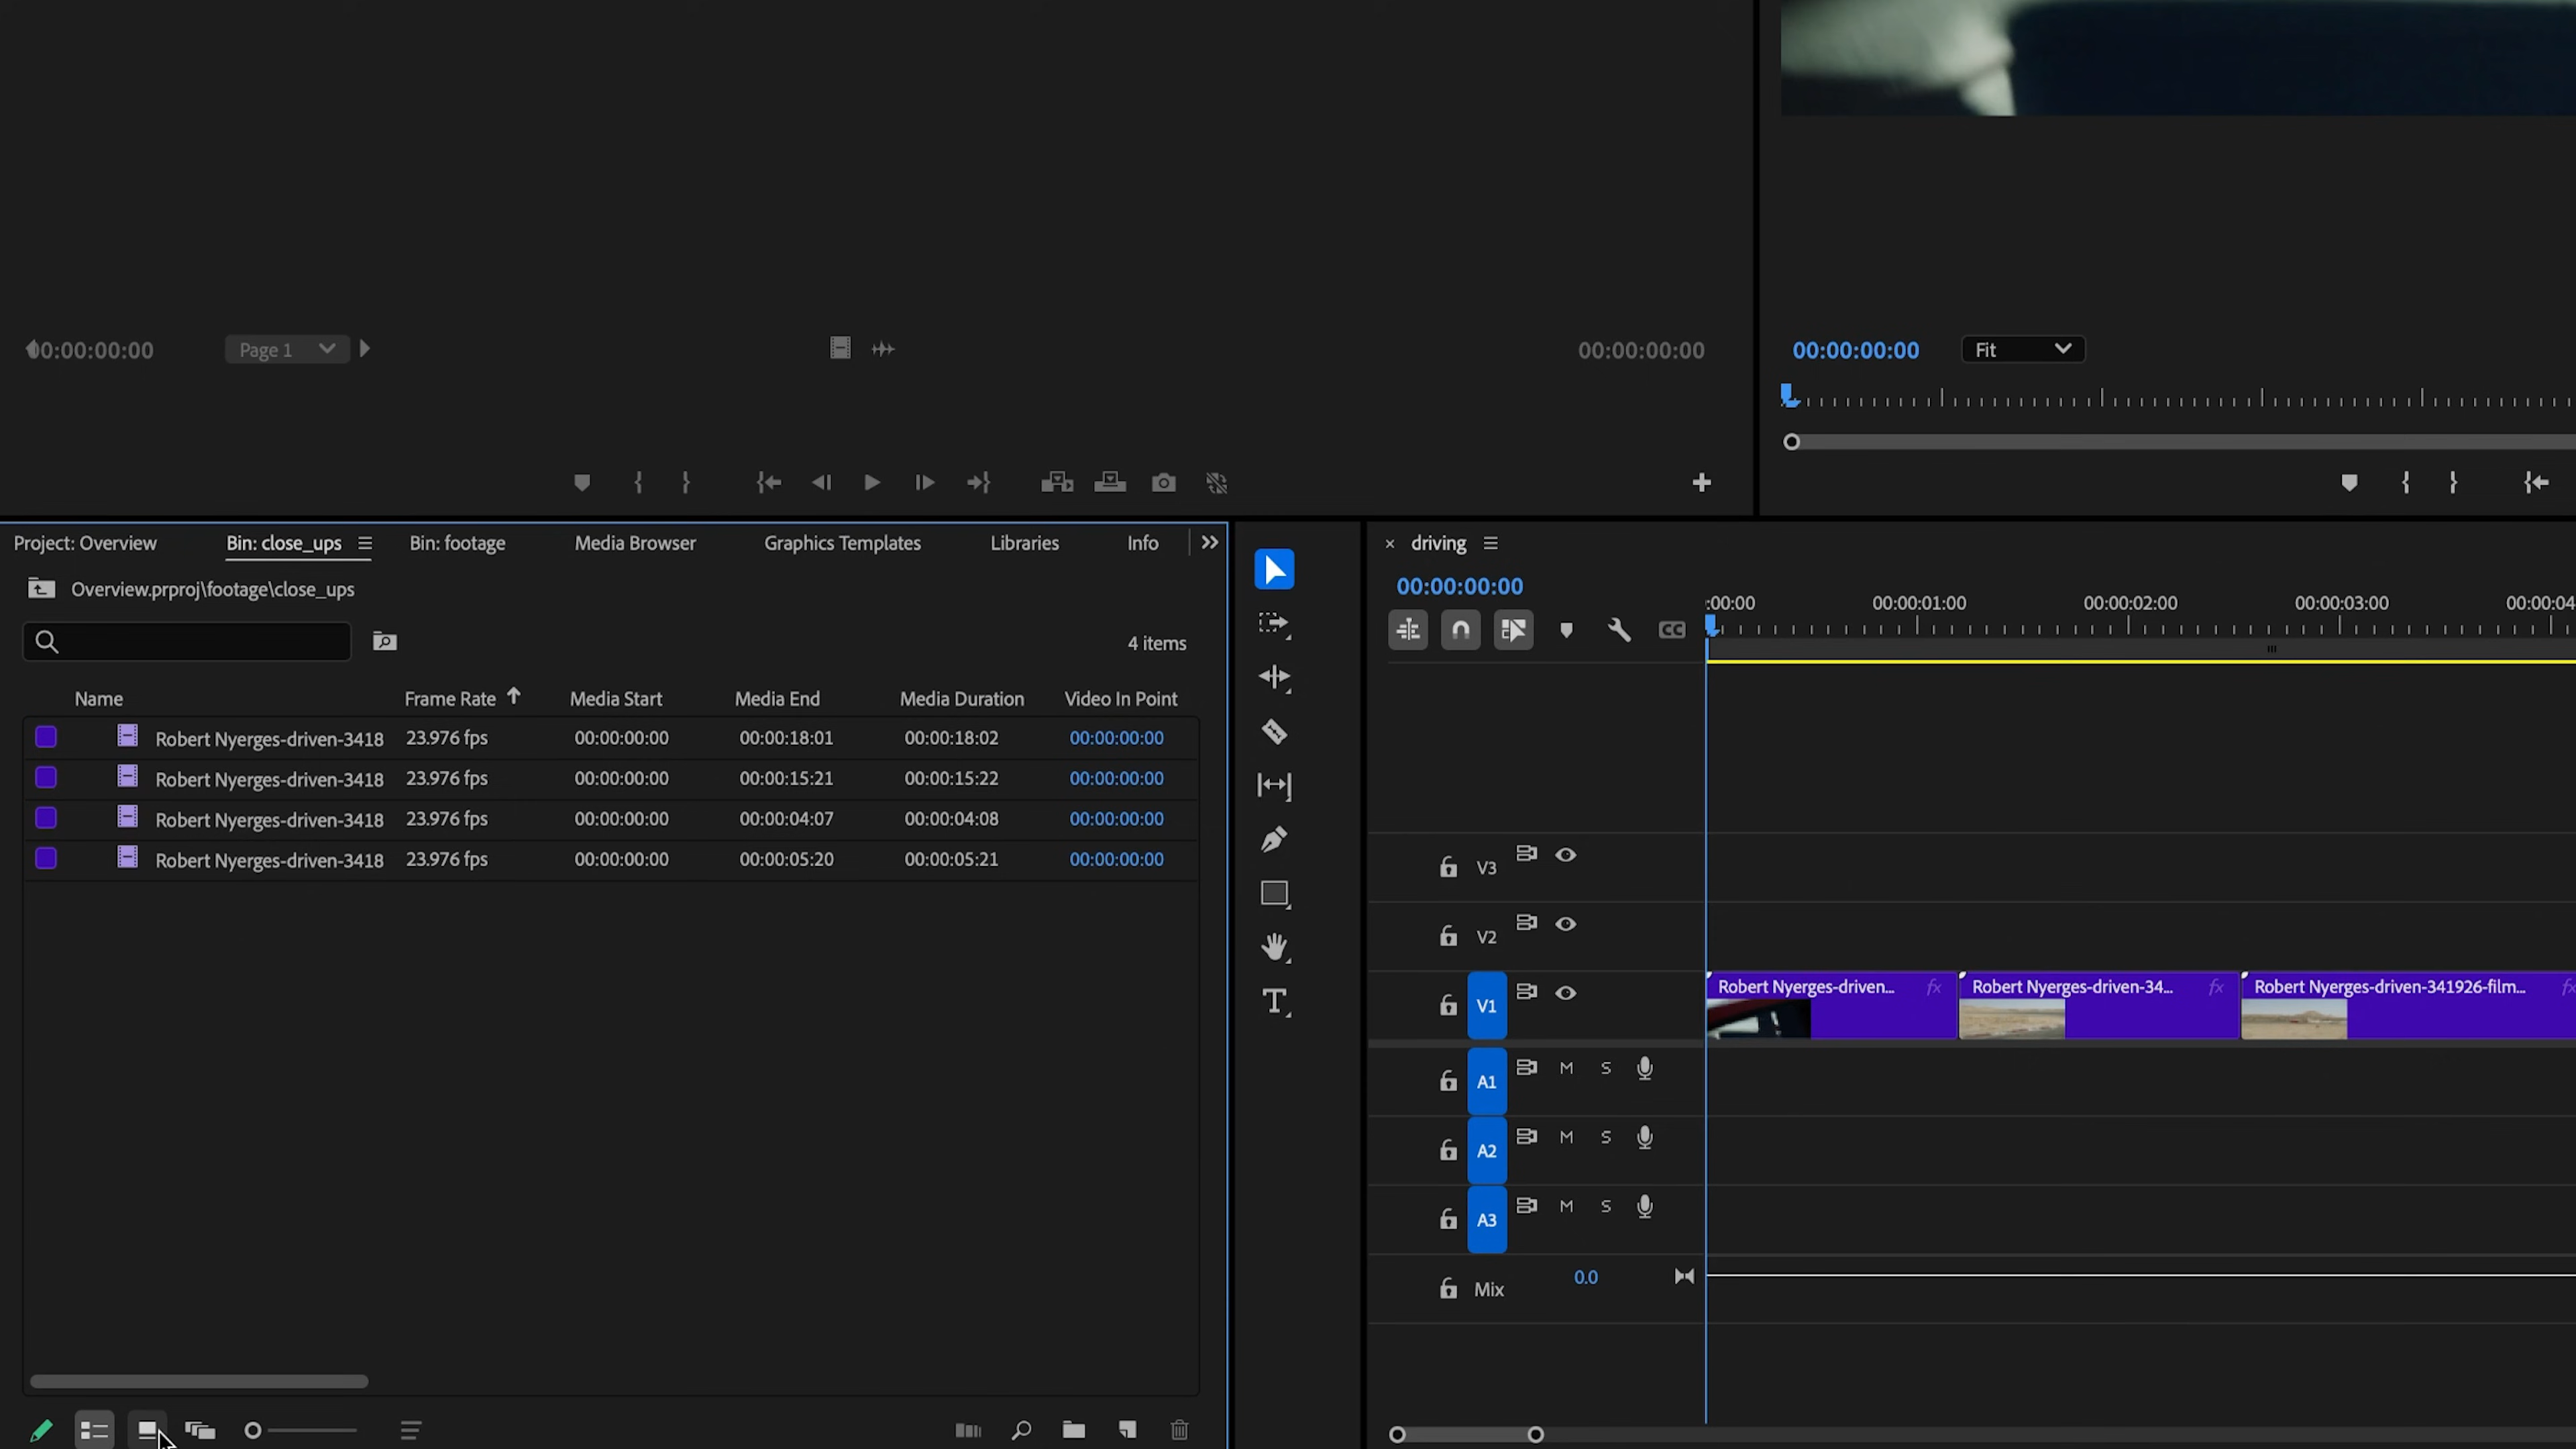 00:00:00:00 Page 1 00:00:00:00
00:00:00:00 Fit
Project: Overview Bin: close_ups Bin: footage Media Browser Graphics Templates Libraries Info
Overview.prproj\footage\close_ups
4 items
Name Frame Rate Media Start Media End Media Duration Video In Point
Robert Nyerges-driven-3418 23.976 fps 00:00:00:00 00:00:18:01 00:00:18:02 00:00:00:00
Robert Nyerges-driven-3418 23.976 fps 00:00:00:00 00:00:15:21 00:00:15:22 00:00:00:00
Robert Nyerges-driven-3418 23.976 fps 00:00:00:00 00:00:04:07 00:00:04:08 00:00:00:00
Robert Nyerges-driven-3418 23.976 fps 00:00:00:00 00:00:05:20 00:00:05:21 00:00:00:00
T
driving
00:00:00:00
CC
:00:00 00:00:01:00 00:00:02:00 00:00:03:00 00:00:04
V3
V2
V1
Robert Nyerges-driven... fx Robert Nyerges-driven-34... fx Robert Nyerges-driven-341926-film... fx
A1 M S
A2 M S
A3 M S
Mix 0.0